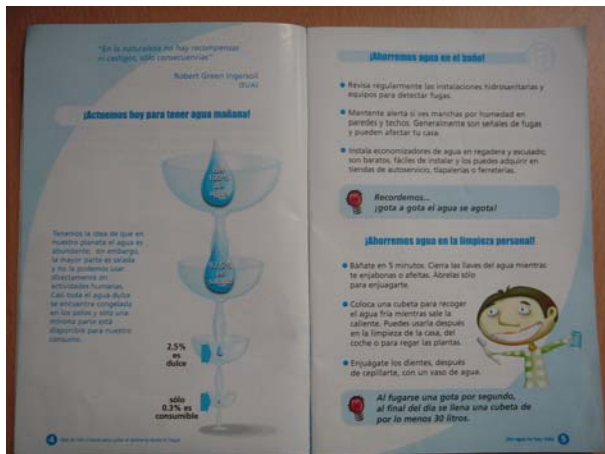 "En la naturaleza no hay recompensas
ni castigos, sólo consecuencias"
Robert Green Ingersoll
(EUA)
¡Actuemos hoy para tener agua mañana!
97.5%
es
salada
Tenemos la idea de que en
nuestro planeta el agua es
abundante; sin embargo,
la mayor parte es salada
y no la podemos usar
directamente en
actividades humanas.
Casi toda el agua dulce
se encuentra congelada
en los polos y sólo una
mínima parte está
disponible para nuestro
consumo.
2.5%
es
dulce
sólo
0.3% es
consumible
4
¡Ahorremos agua en el baño!
Revisa regularmente las instalaciones hidrosanitarias y
equipos para detectar fugas.
Mantente alerta si ves manchas por humedad en
paredes y techos. Generalmente son señales de fugas
y pueden afectar tu casa.
Instala economizadores de agua en regadera y escusado;
son baratos, fáciles de instalar y los puedes adquirir en
tiendas de autoservicio, tlapalerías o ferreterías.
Recordemos...
¡gota a gota el agua se agota!
¡Ahorremos agua en la limpieza personal!
Báñate en 5 minutos. Cierra las llaves del agua mientras
te enjabonas o afeitas. Ábrelas sólo
para enjuagarte.
Coloca una cubeta para recoger
el agua fría mientras sale la
caliente. Puedes usarla después
en la limpieza de la casa, del
coche o para regar las plantas.
Enjuágate los dientes, después
de cepillarte, con un vaso de agua.
Al fugarse una gota por segundo,
al final del día se llena una cubeta de
por lo menos 30 litros.
5